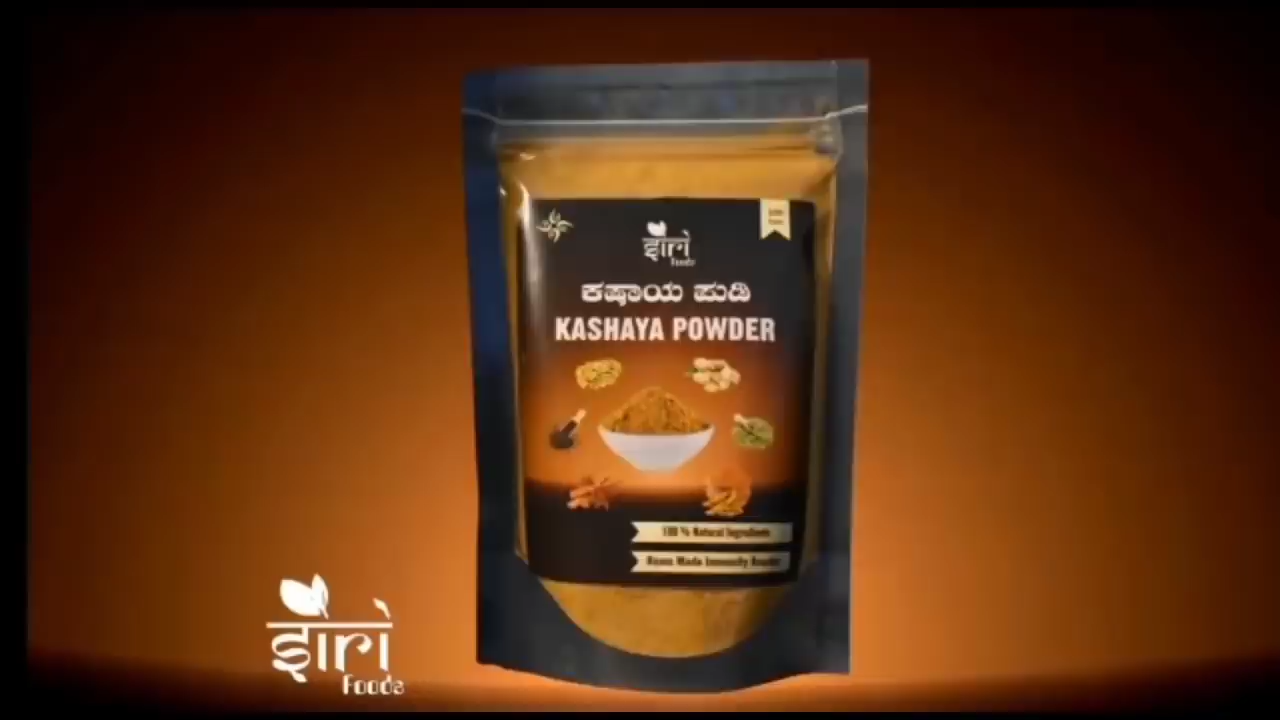 siri
Foods
ಕಷಾಯ ಪುಡಿ
KASHAYA POWDER
100 % Natural Ingredients
Home Made Immunity Booster
siri
Foods